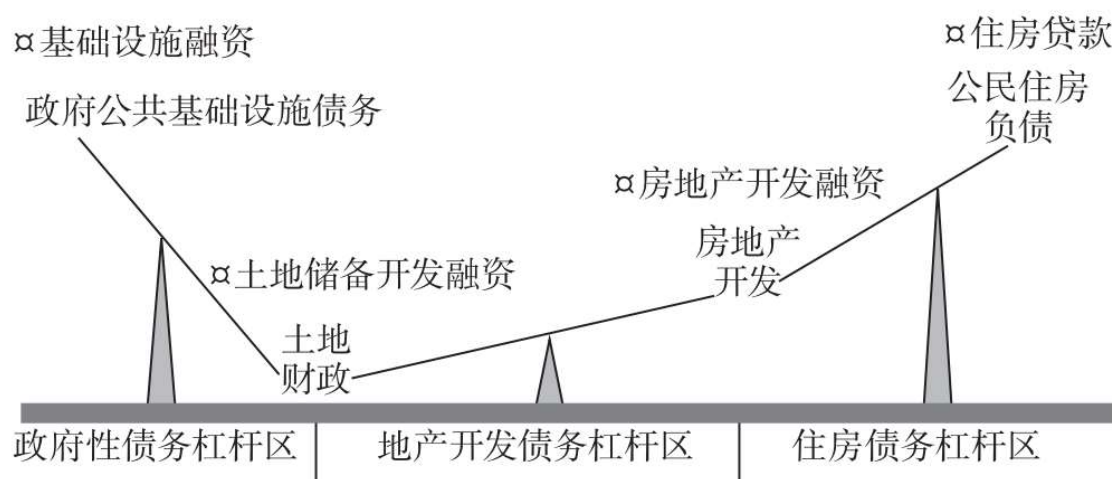 ¤基础设施融资
政府公共基础设施债务
¤住房贷款
公民住房
负债
¤房地产开发融资
房地产
开发
¤土地储备开发融资
土地
财政
政府性债务杠杆区
地产开发债务杠杆区
住房债务杠杆区